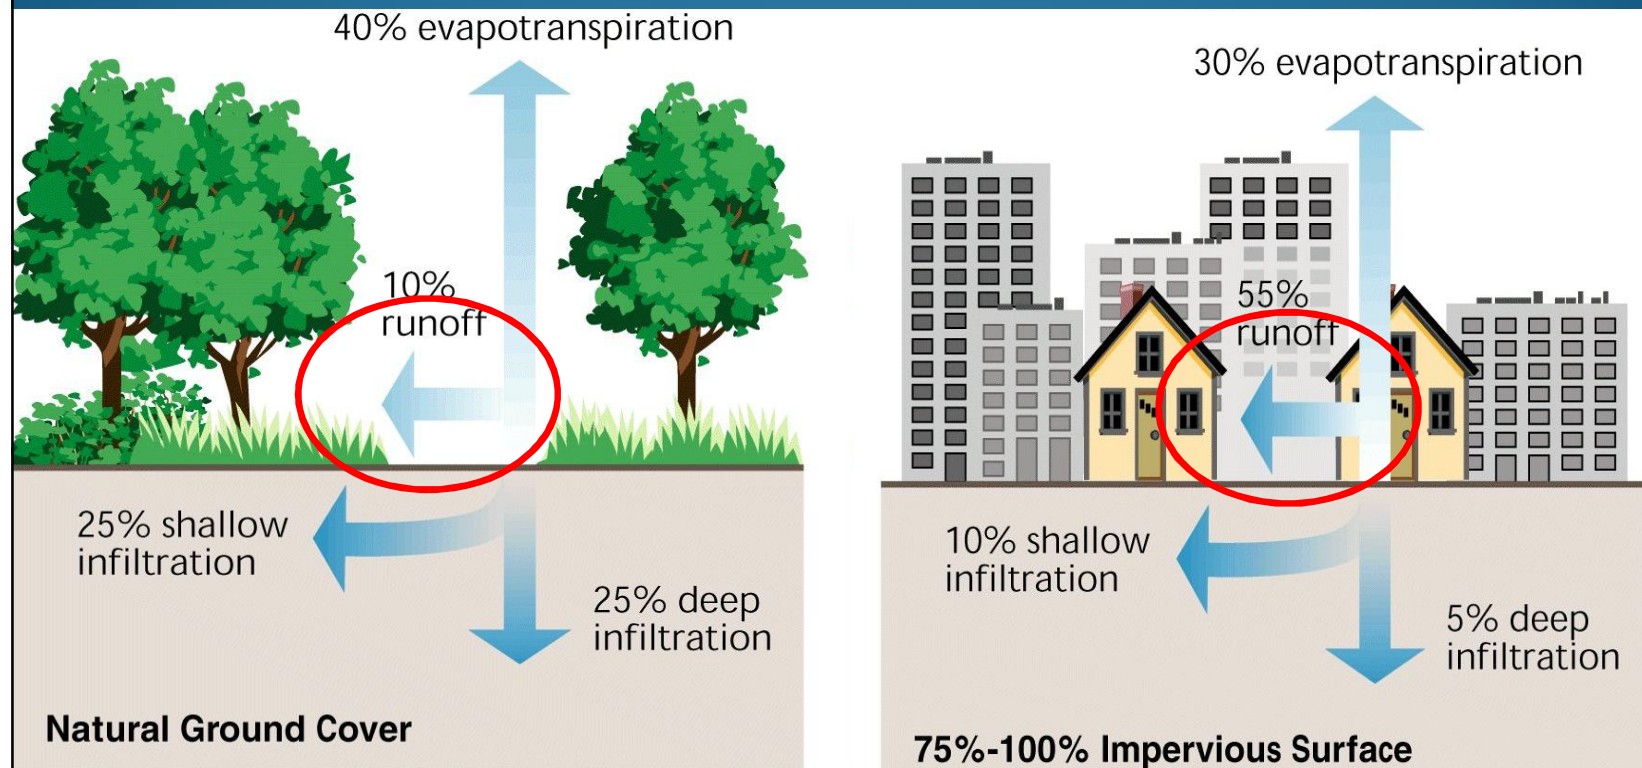 40% evapotranspiration
10%
runoff
25% shallow
infiltration
25% deep
infiltration
Natural Ground Cover
30% evapotranspiration
55%
runoff
10% shallow
infiltration
5% deep
infiltration
75%-100% Impervious Surface